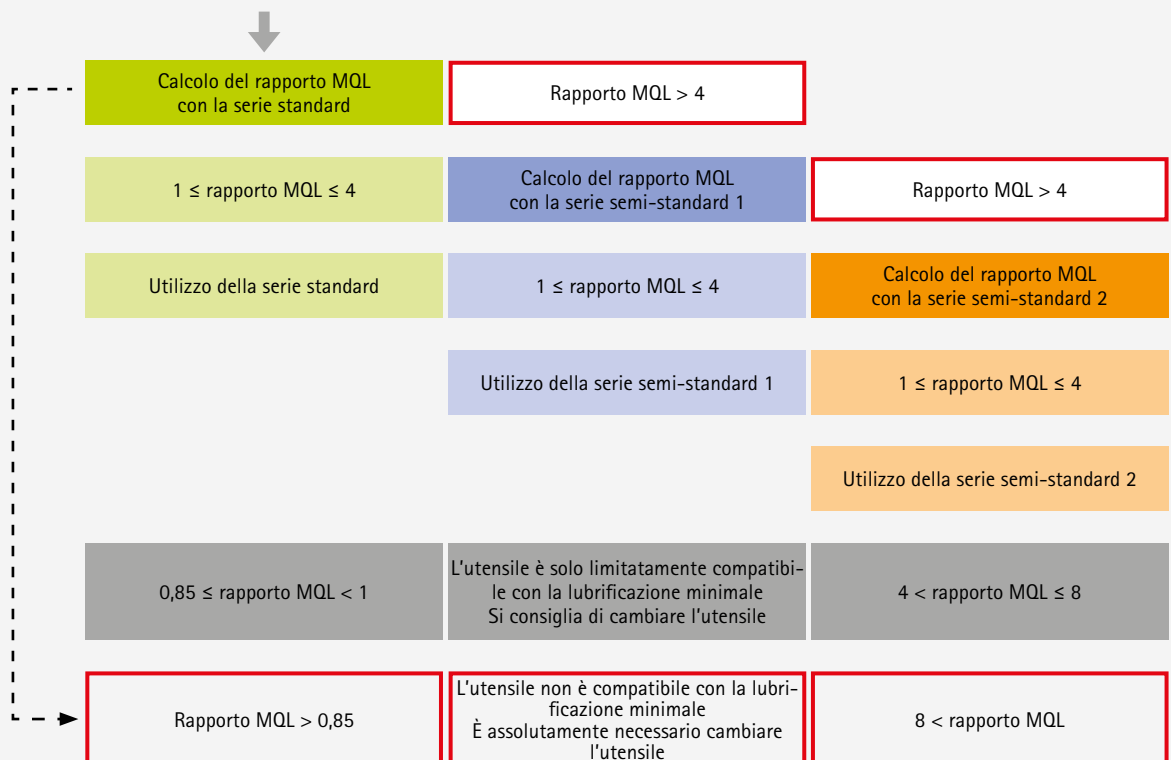 Calcolo del rapporto MQL
con la serie standard
Rapporto MQL > 4
1 ≤ rapporto MQL ≤ 4
Calcolo del rapporto MQL
con la serie semi-standard 1
Rapporto MQL > 4
Utilizzo della serie standard
1 ≤ rapporto MQL ≤ 4
Calcolo del rapporto MQL
con la serie semi-standard 2
Utilizzo della serie semi-standard 1
1 ≤ rapporto MQL ≤ 4
Utilizzo della serie semi-standard 2
0,85 ≤ rapporto MQL < 1
L'utensile è solo limitatamente compatibi-
le con la lubrificazione minimale
Si consiglia di cambiare l'utensile
4 < rapporto MQL ≤ 8
Rapporto MQL > 0,85
L'utensile non è compatibile con la lubri-
ficazione minimale
È assolutamente necessario cambiare
l'utensile
8 < rapporto MQL